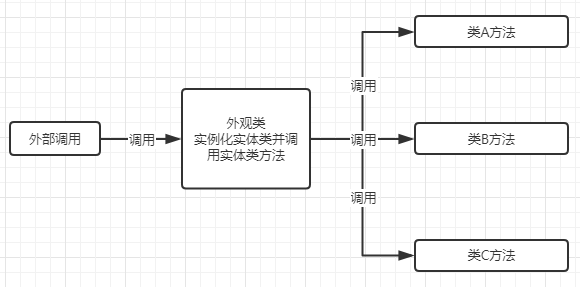 外部调用
调用
外观类
实例化实体类并调
用实体类方法
调用
类A方法
调用
类B方法
调用
类C方法